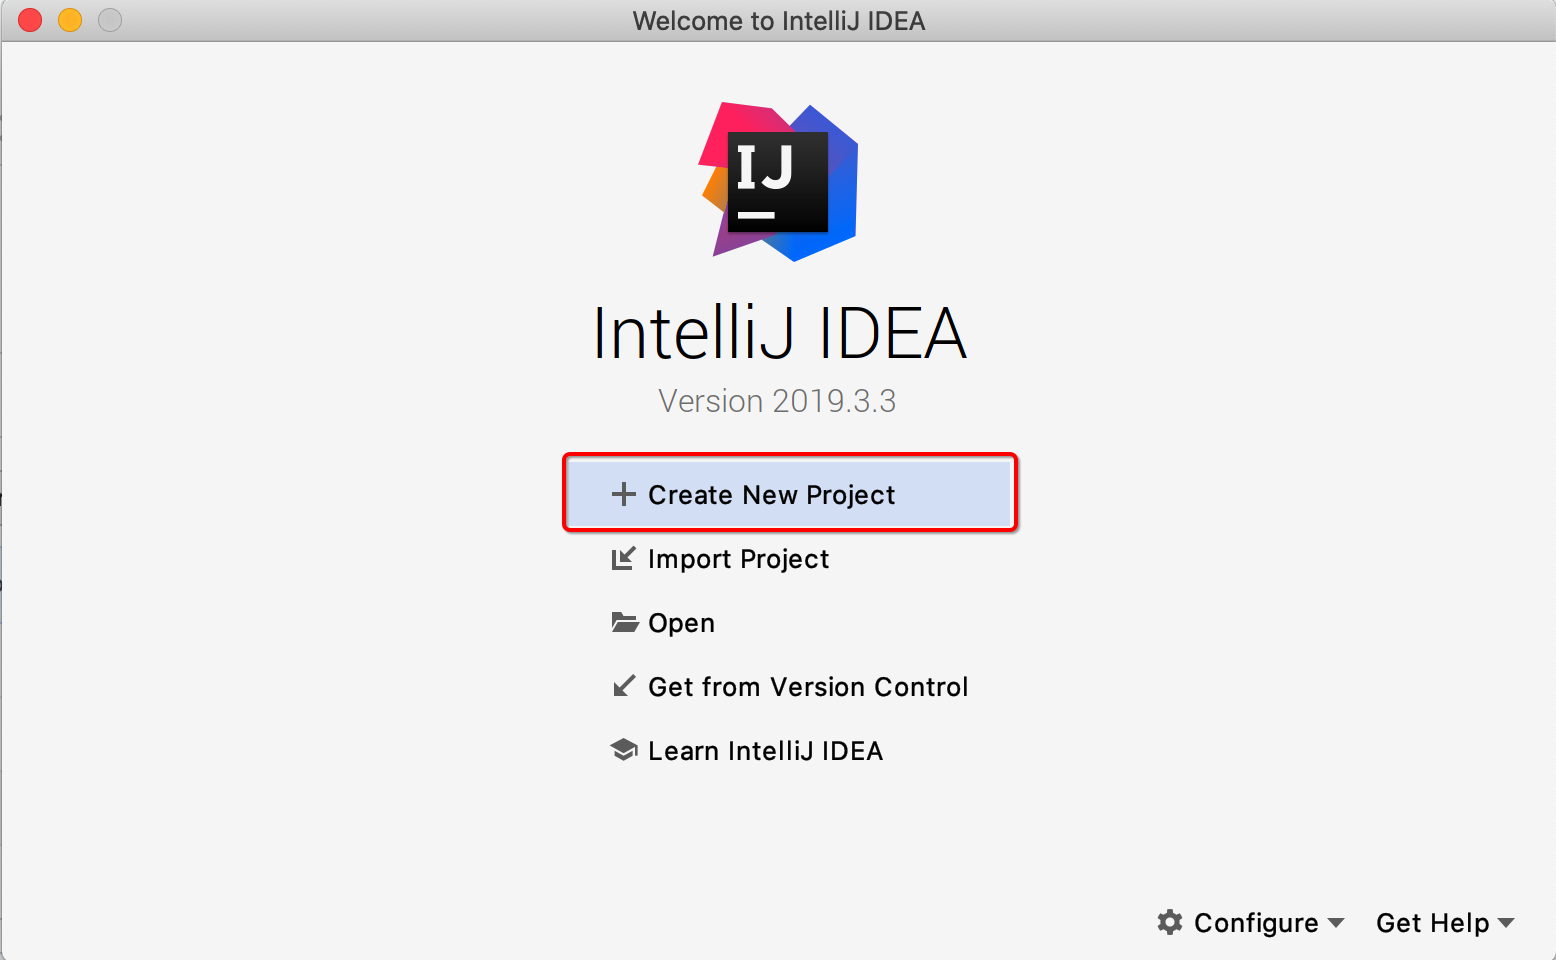 Welcome to IntelliJ IDEA
IJ
IntelliJ IDEA
Version 2019.3.3
Create New Project
Import Project
Open
Get from Version Control
Learn IntelliJ IDEA
Configure Get Help